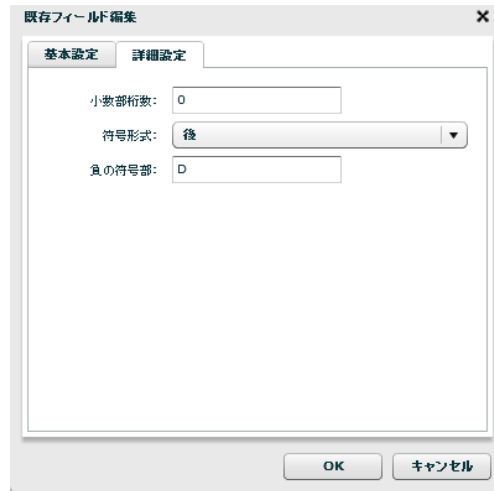 既存フィールド編集
基本設定 詳細設定
小数部桁数: 0
符号形式: 後
負の符号部: D
OK キャンセル